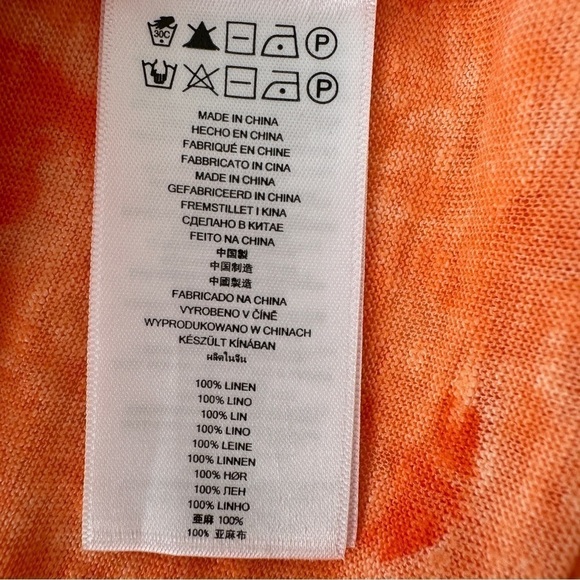 30C P
P
MADE IN CHINA
HECHO EN CHINA
FABRIQUÉ EN CHINE
FABBRICATO IN CINA
MADE IN CHINA
GEFABRICEERD IN CHINA
FREMSTILLET I KINA
СДЕЛАНО В КИТАЕ
FEITO NA CHINA
中国製
中国制造
中國製造
FABRICADO NA CHINA
VYROBENO V ČÍNĚ
WYPRODUKOWANO W CHINACH
KÉSZÜLT KÍNÁBAN
ผลิตในจีน
100% LINEN
100% LINO
100% LIN
100% LINO
100% LEINE
100% LINNEN
100% HØR
100% ЛЕН
100% LINHO
亜麻 100%
100% 亚麻布